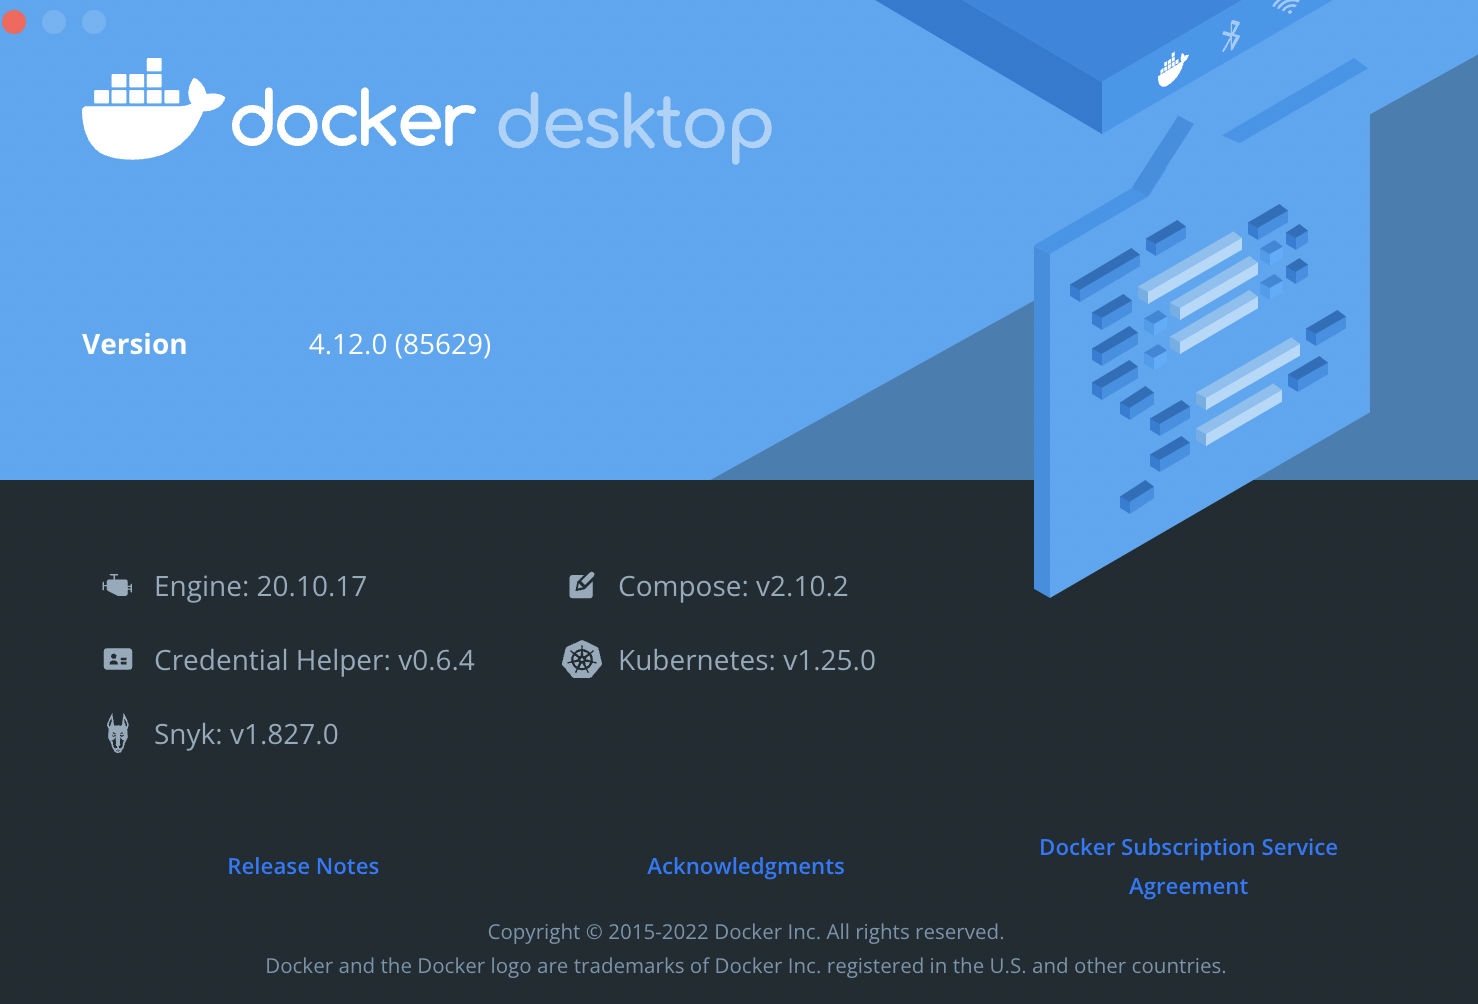 docker desktop
Version 4.12.0 (85629)
Engine: 20.10.17
Compose: v2.10.2
Credential Helper: v0.6.4
Kubernetes: v1.25.0
Snyk: v1.827.0
Release Notes
Acknowledgments
Docker Subscription Service
Agreement
Copyright © 2015-2022 Docker Inc. All rights reserved.
Docker and the Docker logo are trademarks of Docker Inc. registered in the U.S. and other countries.